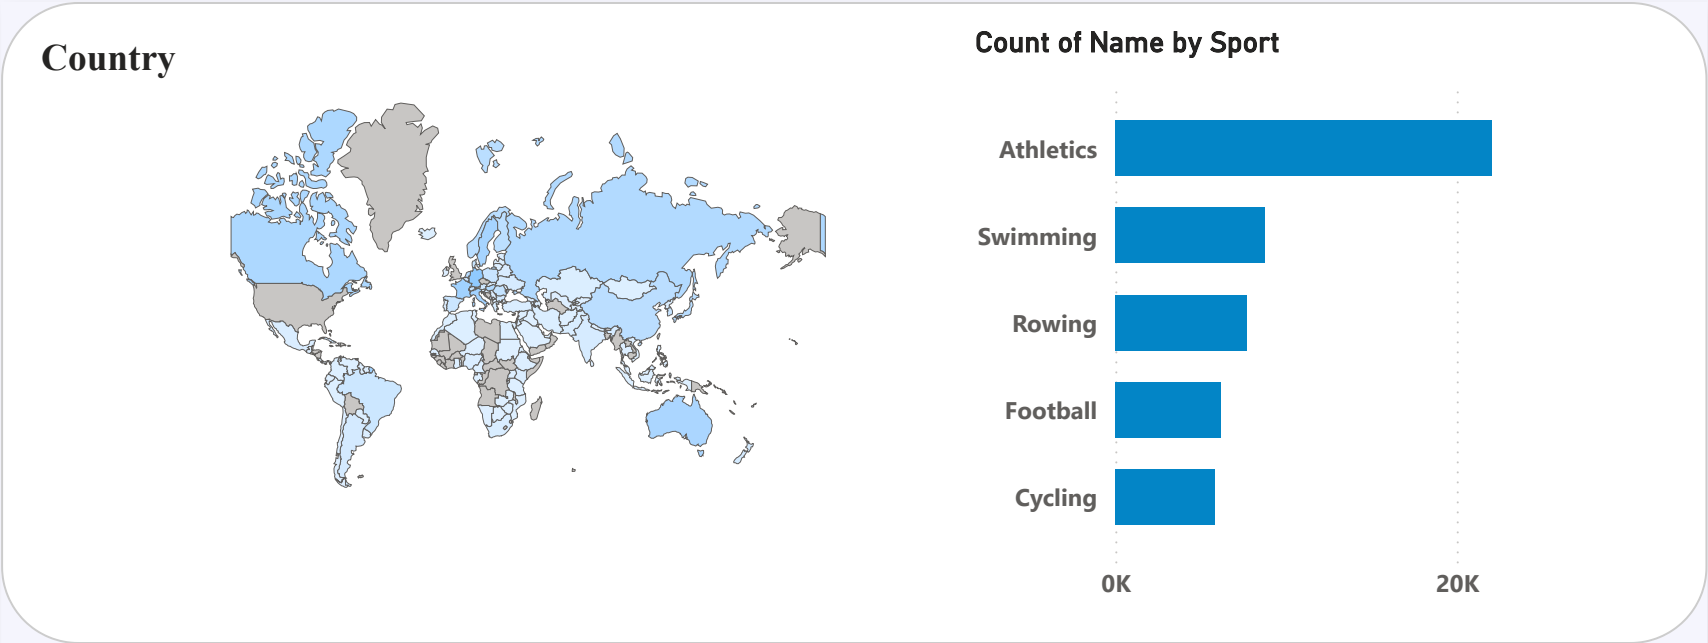 Country
Count of Name by Sport
Athletics
Swimming
Rowing
Football
Cycling
0K
20K